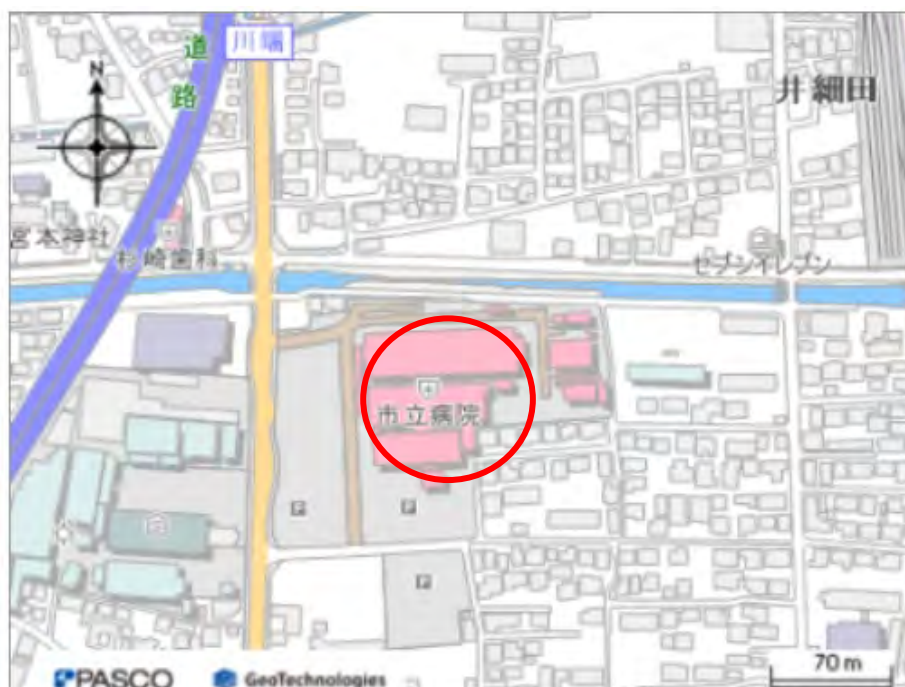 道路
川端
N
井細田
宮本神社
杉崎歯科
セブンイレブン
市立病院
P
P
P
PASCO
GeoTechnologies
70 m